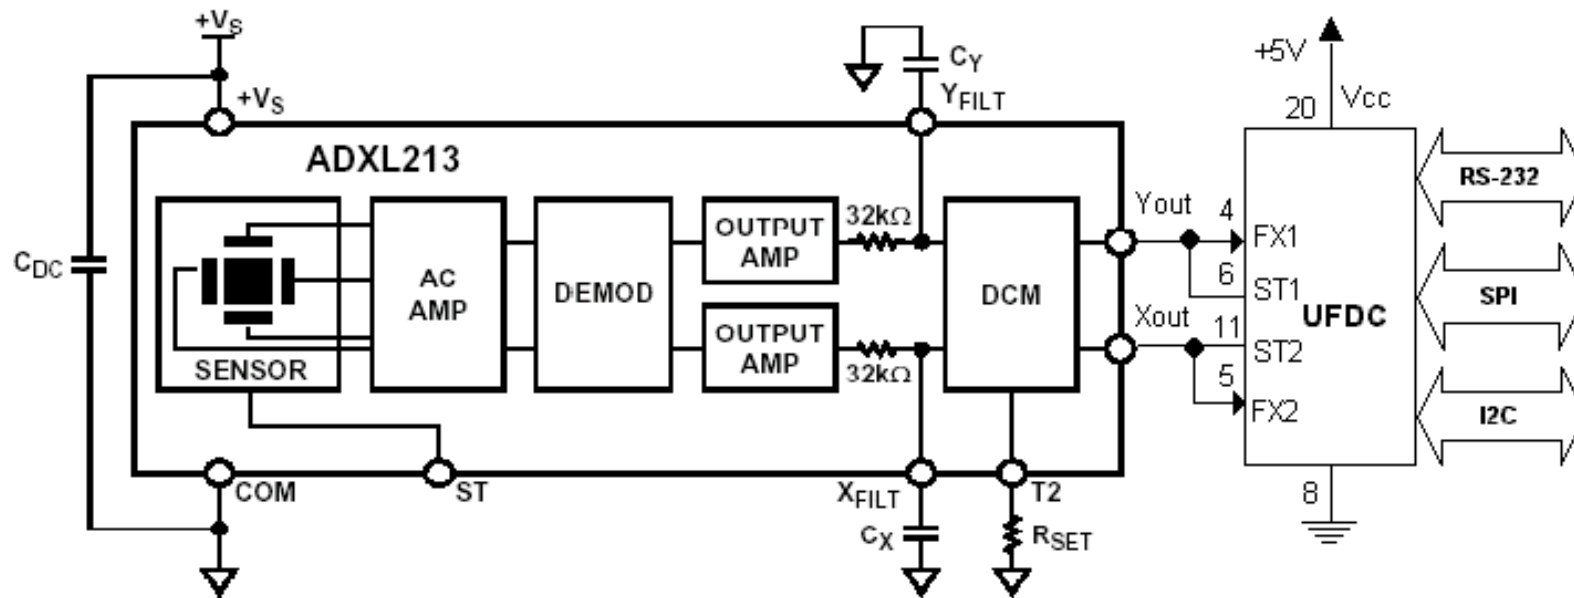 +VS
+VS
CDC
ADXL213
SENSOR
AC
AMP
DEMOD
OUTPUT
AMP
OUTPUT
AMP
32kΩ
32kΩ
CY
YFILT
DCM
COM
ST
XFILT
T2
CX
RSET
Yout
Xout
+5V
20
Vcc
4
FX1
6
ST1
11
ST2
5
FX2
UFDC
8
RS-232
SPI
I2C